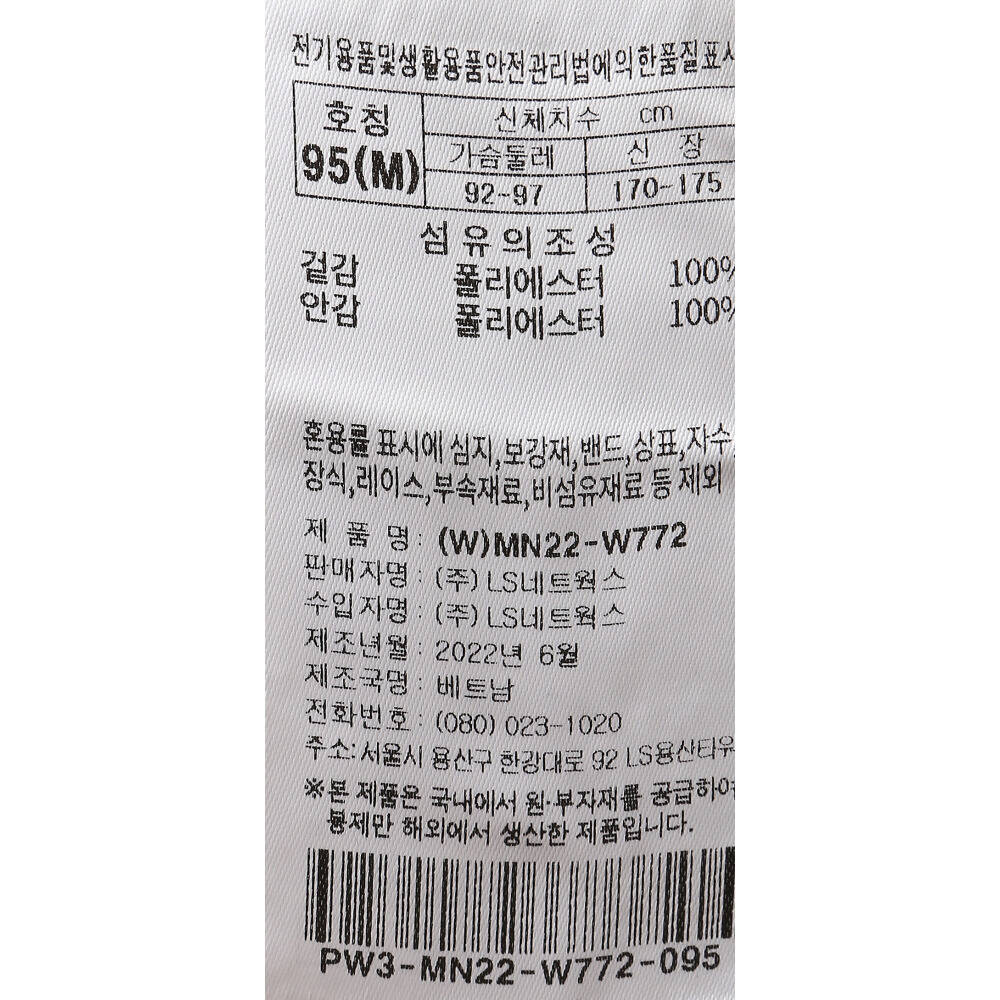 전기용품및생활용품안전관리법에의한품질표시
호칭 신체치수 cm
95(M) 가슴둘레 신 장
92-97 170-175
섬유의조성
겉감 폴리에스터 100%
안감 폴리에스터 100%
혼용률 표시에 심지,보강재,밴드,상표,자수,
장식,레이스,부속재료,비섬유재료 등 제외
제 품 명 : (W)MN22-W772
판매자명 : (주) LS네트웍스
수입자명 : (주) LS네트웍스
제조년월 : 2022년 6월
제조국명 : 베트남
전화번호 : (080) 023-1020
주소:서울시 용산구 한강대로 92 LS용산타유
※본 제품은 국내에서 원·부자재를 공급하여
봉제만 해외에서 생산한 제품입니다.
PW3-MN22-W772-095